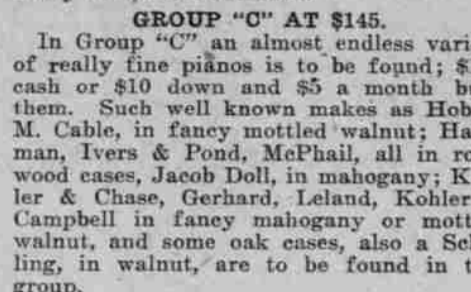 GROUP "C" AT $145.
In Group "C" an almost endless vari
of really fine pianos is to be found; $
cash or $10 down and $5 a month b
them. Such well known makes as Hob
M. Cable, in fancy mottled walnut; Ha
man, Ivers & Pond, McPhail, all in ro
wood cases, Jacob Doll, in mahogany; K
ler & Chase, Gerhard, Leland, Kohler
Campbell in fancy mahogany or mott
walnut, and some oak cases, also a Sc
ling, in walnut, are to be found in t
group.